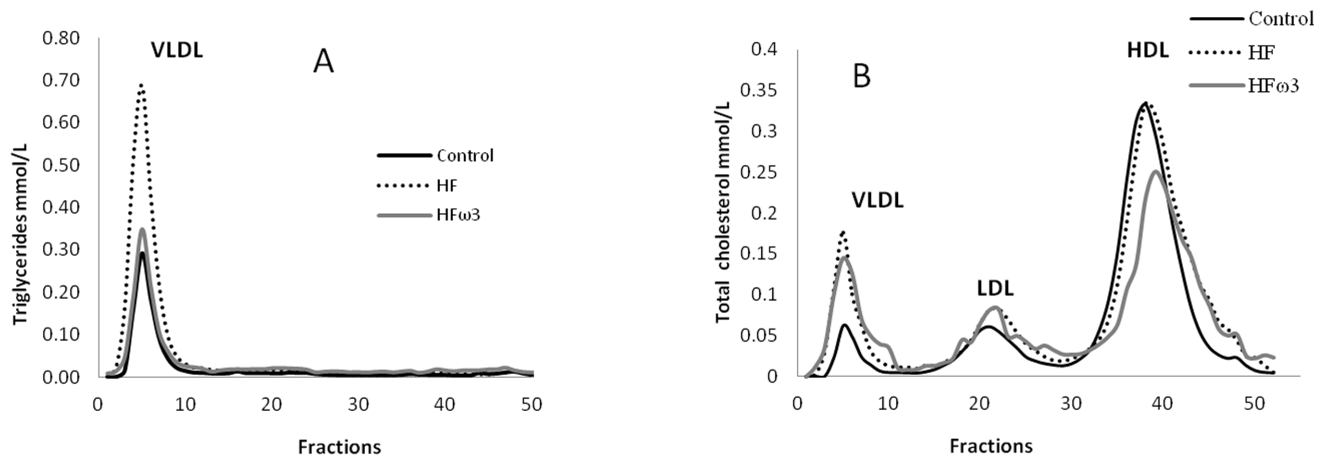 A
VLDL
Triglycerides mmol/L
0.80
0.70
0.60
0.50
0.40
0.30
0.20
0.10
0.00
Control
HF
HFω3
0 10 20 30 40 50
Fractions
B
Control
HF
HFω3
HDL
VLDL
LDL
Total cholesterol mmol/L
0.4
0.35
0.3
0.25
0.2
0.15
0.1
0.05
0
0 10 20 30 40 50
Fractions